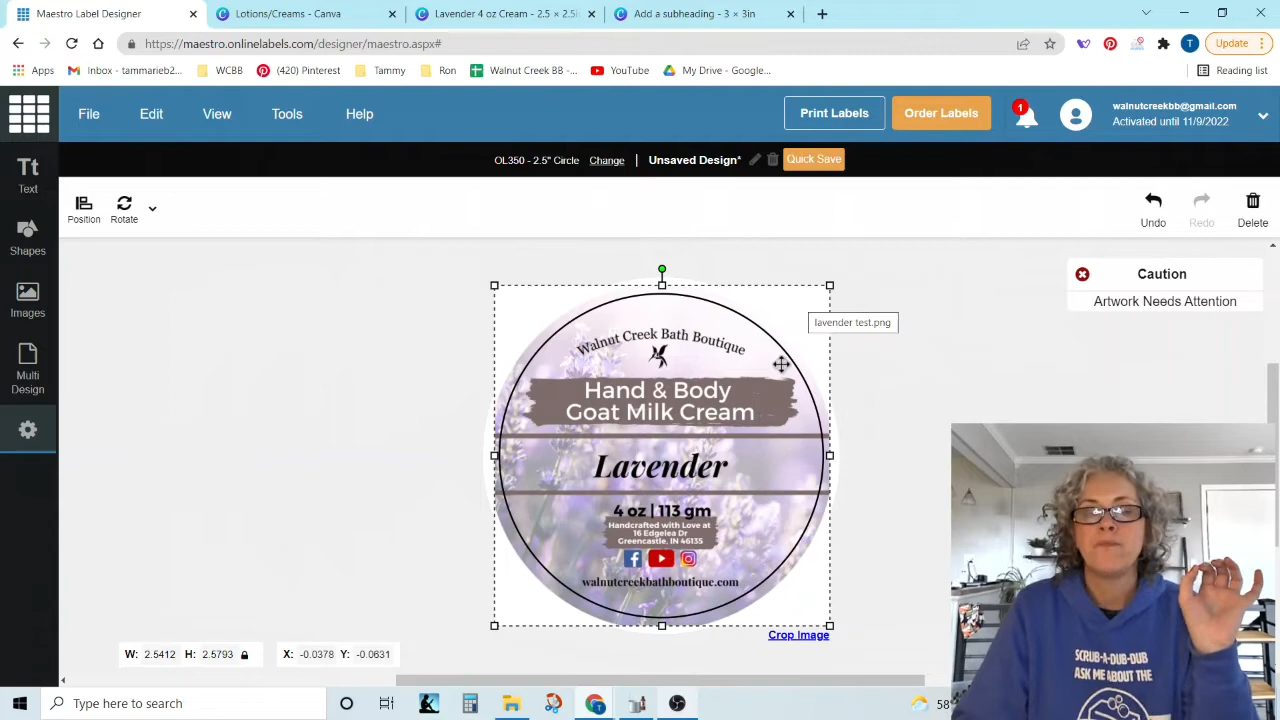 Maestro Label Designer
Lotions/Cremes - Canva
Lavender 4 oz Cream - 2.5 × 2.5i
Add a subheading - 3 × 3in
https://maestro.onlinelabels.com/designer/maestro.aspx#
Update
Apps
Inbox - tammarieb2...
WCBB
(420) Pinterest
Tammy
Ron
Walnut Creek BB -...
YouTube
My Drive - Google...
Reading list
File
Edit
View
Tools
Help
Print Labels
Order Labels
1
walnutcreekbb@gmail.com
Activated until 11/9/2022
OL350 - 2.5" Circle
Change
Unsaved Design*
Quick Save
Tt
Text
Shapes
Images
Multi
Design
Position
Rotate
Undo
Redo
Delete
Caution
Artwork Needs Attention
lavender test.png
Walnut Creek Bath Boutique
Hand & Body
Goat Milk Cream
Lavender
4 oz | 113 gm
Handcrafted with Love at
16 Edgelea Dr
Greencastle, IN 46135
walnutcreekbathboutique.com
Crop Image
W: 2.5412 H: 2.5793
X: -0.0378 Y: -0.0631
SCRUB-A-DUB-DUB
ASK ME ABOUT THE
Type here to search
58°